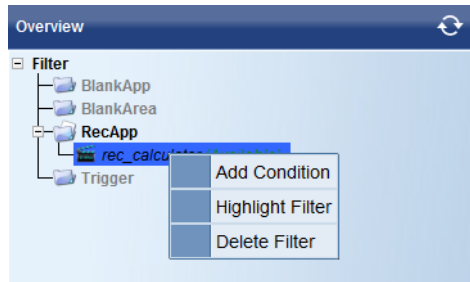 Overview
Filter
BlankApp
BlankArea
RecApp
rec_calculator
Trigger
Add Condition
Highlight Filter
Delete Filter